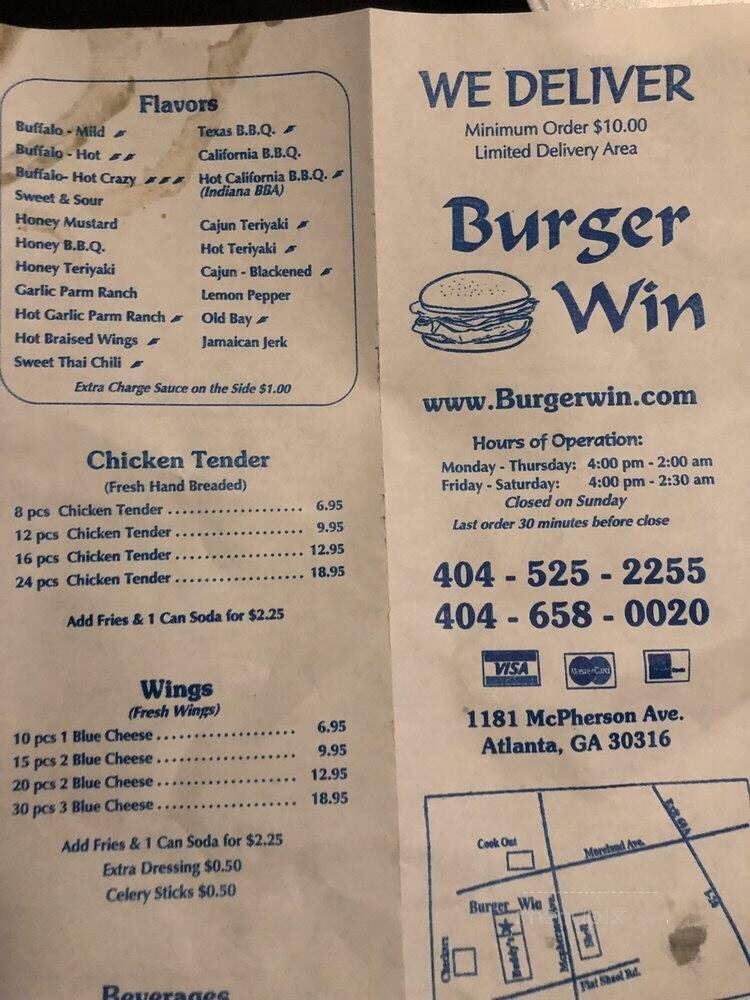 Flavors
Buffalo - Mild
Buffalo - Hot
Buffalo- Hot Crazy
Sweet & Sour
Honey Mustard
Honey B.B.Q.
Honey Teriyaki
Garlic Parm Ranch
Hot Garlic Parm Ranch
Hot Braised Wings
Sweet Thai Chili
Texas B.B.Q.
California B.B.Q.
Hot California B.B.Q.
(Indiana BBA)
Cajun Teriyaki
Hot Teriyaki
Cajun - Blackened
Lemon Pepper
Old Bay
Jamaican Jerk
Extra Charge Sauce on the Side $1.00
Chicken Tender
(Fresh Hand Breaded)
8 pcs Chicken Tender ................... 6.95
12 pcs Chicken Tender .................. 9.95
16 pcs Chicken Tender .................. 12.95
24 pcs Chicken Tender .................. 18.95
Add Fries & 1 Can Soda for $2.25
Wings
(Fresh Wings)
10 pcs 1 Blue Cheese .................... 6.95
15 pcs 2 Blue Cheese .................... 9.95
20 pcs 2 Blue Cheese .................... 12.95
30 pcs 3 Blue Cheese .................... 18.95
Add Fries & 1 Can Soda for $2.25
Extra Dressing $0.50
Celery Sticks $0.50
Beverages
WE DELIVER
Minimum Order $10.00
Limited Delivery Area
Burger
Win
www.Burgerwin.com
Hours of Operation:
Monday - Thursday: 4:00 pm - 2:00 am
Friday - Saturday: 4:00 pm - 2:30 am
Closed on Sunday
Last order 30 minutes before close
404 - 525 - 2255
404 - 658 - 0020
VISA
MasterCard
1181 McPherson Ave.
Atlanta, GA 30316
Cook Out
Moreland Ave.
Burger Win
Checkers
Buddy's
Mcpherson Ave.
Shell
Flat Shoal Rd.